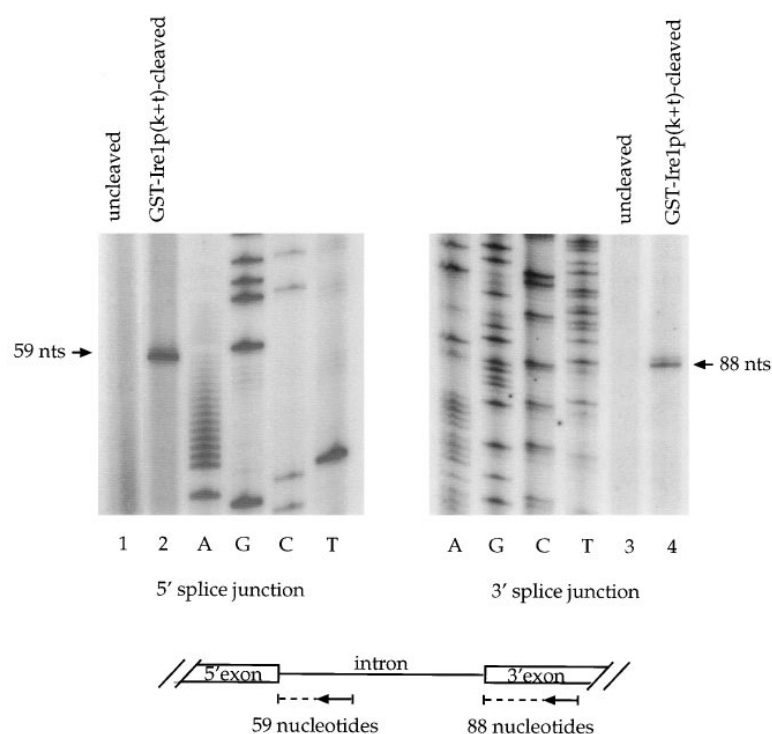 uncleaved
GST-Ire1p(k+t)-cleaved
uncleaved
GST-Ire1p(k+t)-cleaved
59 nts
88 nts
1 2 A G C T
A G C T 3 4
5' splice junction
3' splice junction
5'exon
intron
3'exon
59 nucleotides
88 nucleotides